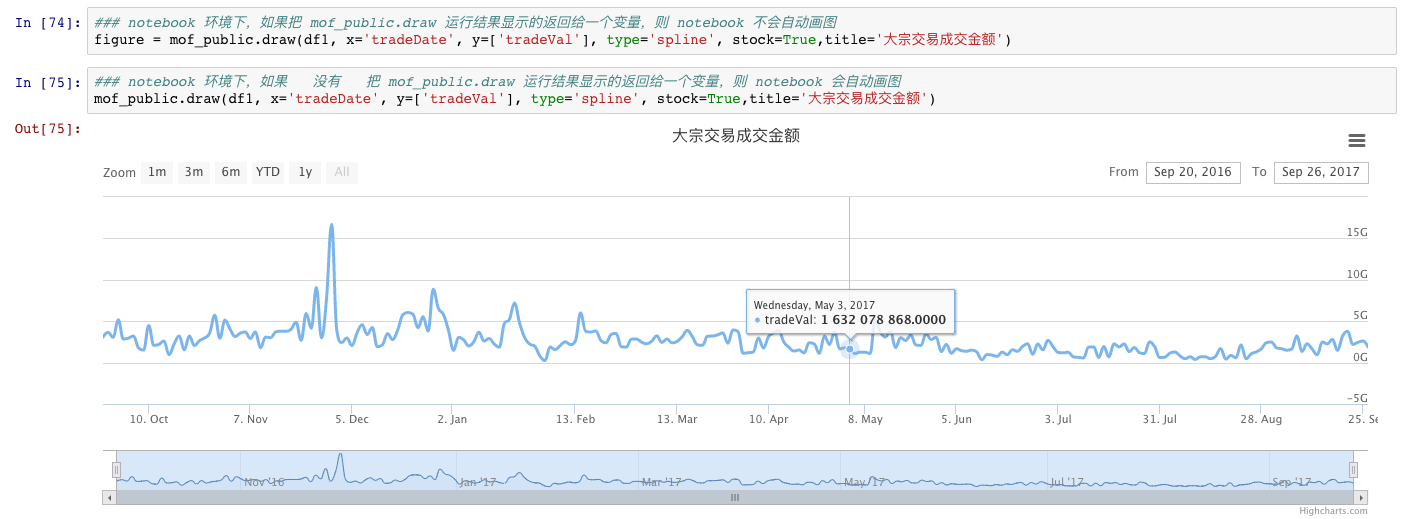 In [74]:
### notebook 环境下，如果把 mof_public.draw 运行结果显示的返回给一个变量，则 notebook 不会自动画图
figure = mof_public.draw(df1, x='tradeDate', y=['tradeVal'], type='spline', stock=True,title='大宗交易成交金额')
In [75]:
### notebook 环境下，如果   没有   把 mof_public.draw 运行结果显示的返回给一个变量，则 notebook 会自动画图
mof_public.draw(df1, x='tradeDate', y=['tradeVal'], type='spline', stock=True,title='大宗交易成交金额')
Out[75]:
大宗交易成交金额
Zoom 1m 3m 6m YTD 1y All From Sep 20, 2016 To Sep 26, 2017
15G
10G
5G
0G
-5G
Wednesday, May 3, 2017
tradeVal: 1 632 078 868.0000
10. Oct 7. Nov 5. Dec 2. Jan 13. Feb 13. Mar 10. Apr 8. May 5. Jun 3. Jul 31. Jul 28. Aug 25. Se
Nov '16 Jan '17 Mar '17 May '17 Jul '17 Sep '17
Highcharts.com